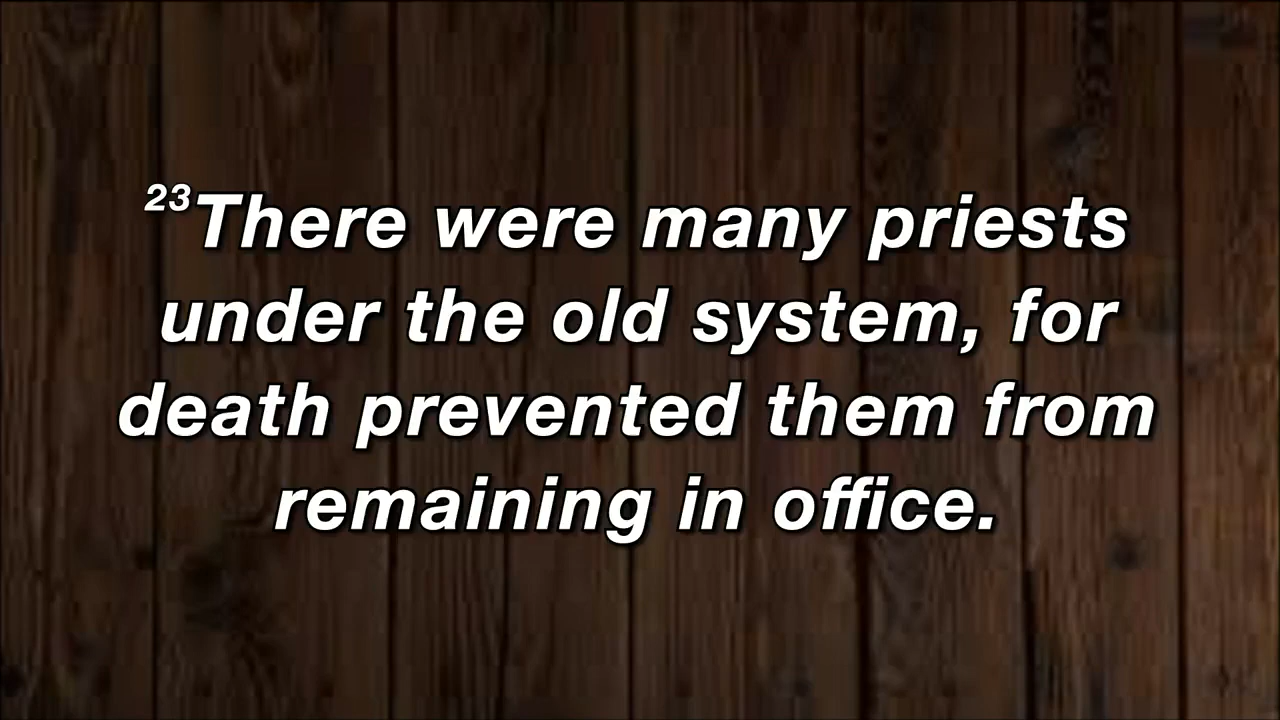 ²³There were many priests
under the old system, for
death prevented them from
remaining in office.